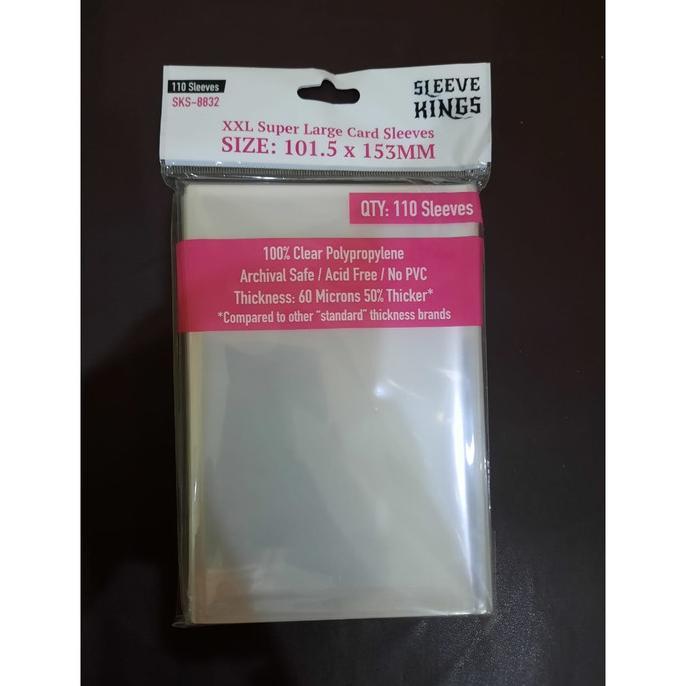 110 Sleeves
SKS-8832
SLEEVE
KINGS
XXL Super Large Card Sleeves
SIZE: 101.5 x 153MM
QTY: 110 Sleeves
100% Clear Polypropylene
Archival Safe / Acid Free / No PVC
Thickness: 60 Microns 50% Thicker*
*Compared to other "standard" thickness brands